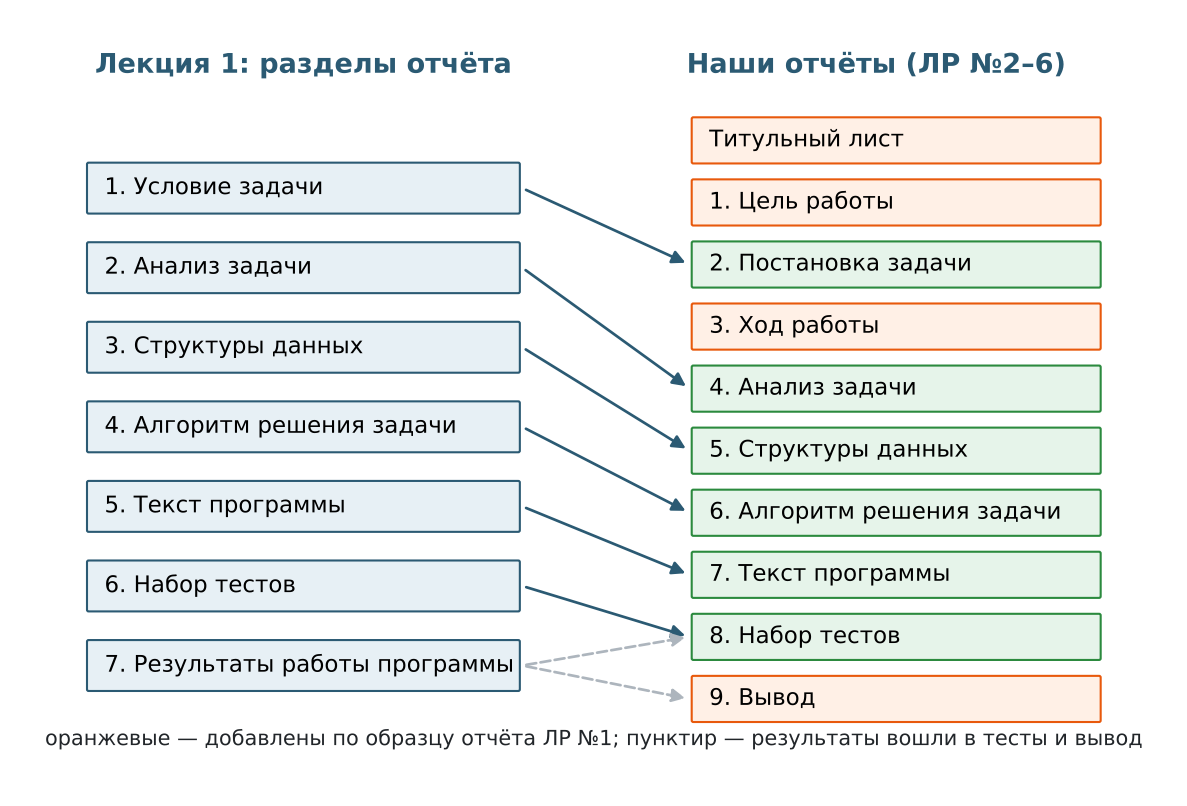 Лекция 1: разделы отчёта
1. Условие задачи
2. Анализ задачи
3. Структуры данных
4. Алгоритм решения задачи
5. Текст программы
6. Набор тестов
7. Результаты работы программы
Наши отчёты (ЛР №2–6)
Титульный лист
1. Цель работы
2. Постановка задачи
3. Ход работы
4. Анализ задачи
5. Структуры данных
6. Алгоритм решения задачи
7. Текст программы
8. Набор тестов
9. Вывод
оранжевые — добавлены по образцу отчёта ЛР №1; пунктир — результаты вошли в тесты и вывод